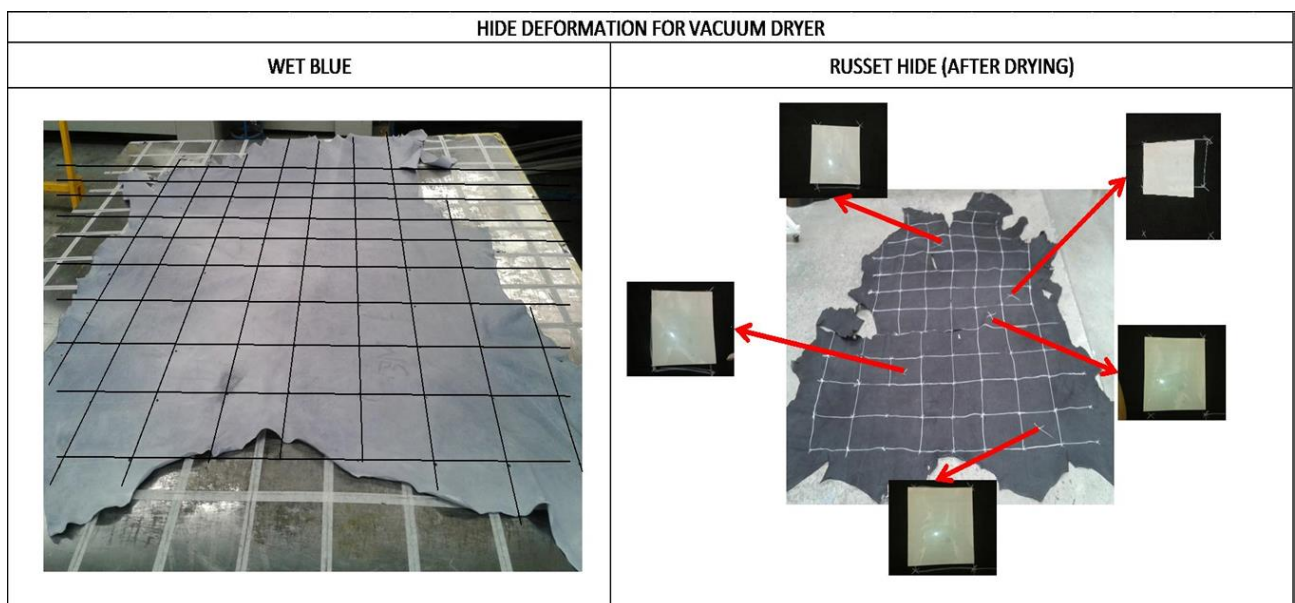 HIDE DEFORMATION FOR VACUUM DRYER
WET BLUE
RUSSET HIDE (AFTER DRYING)